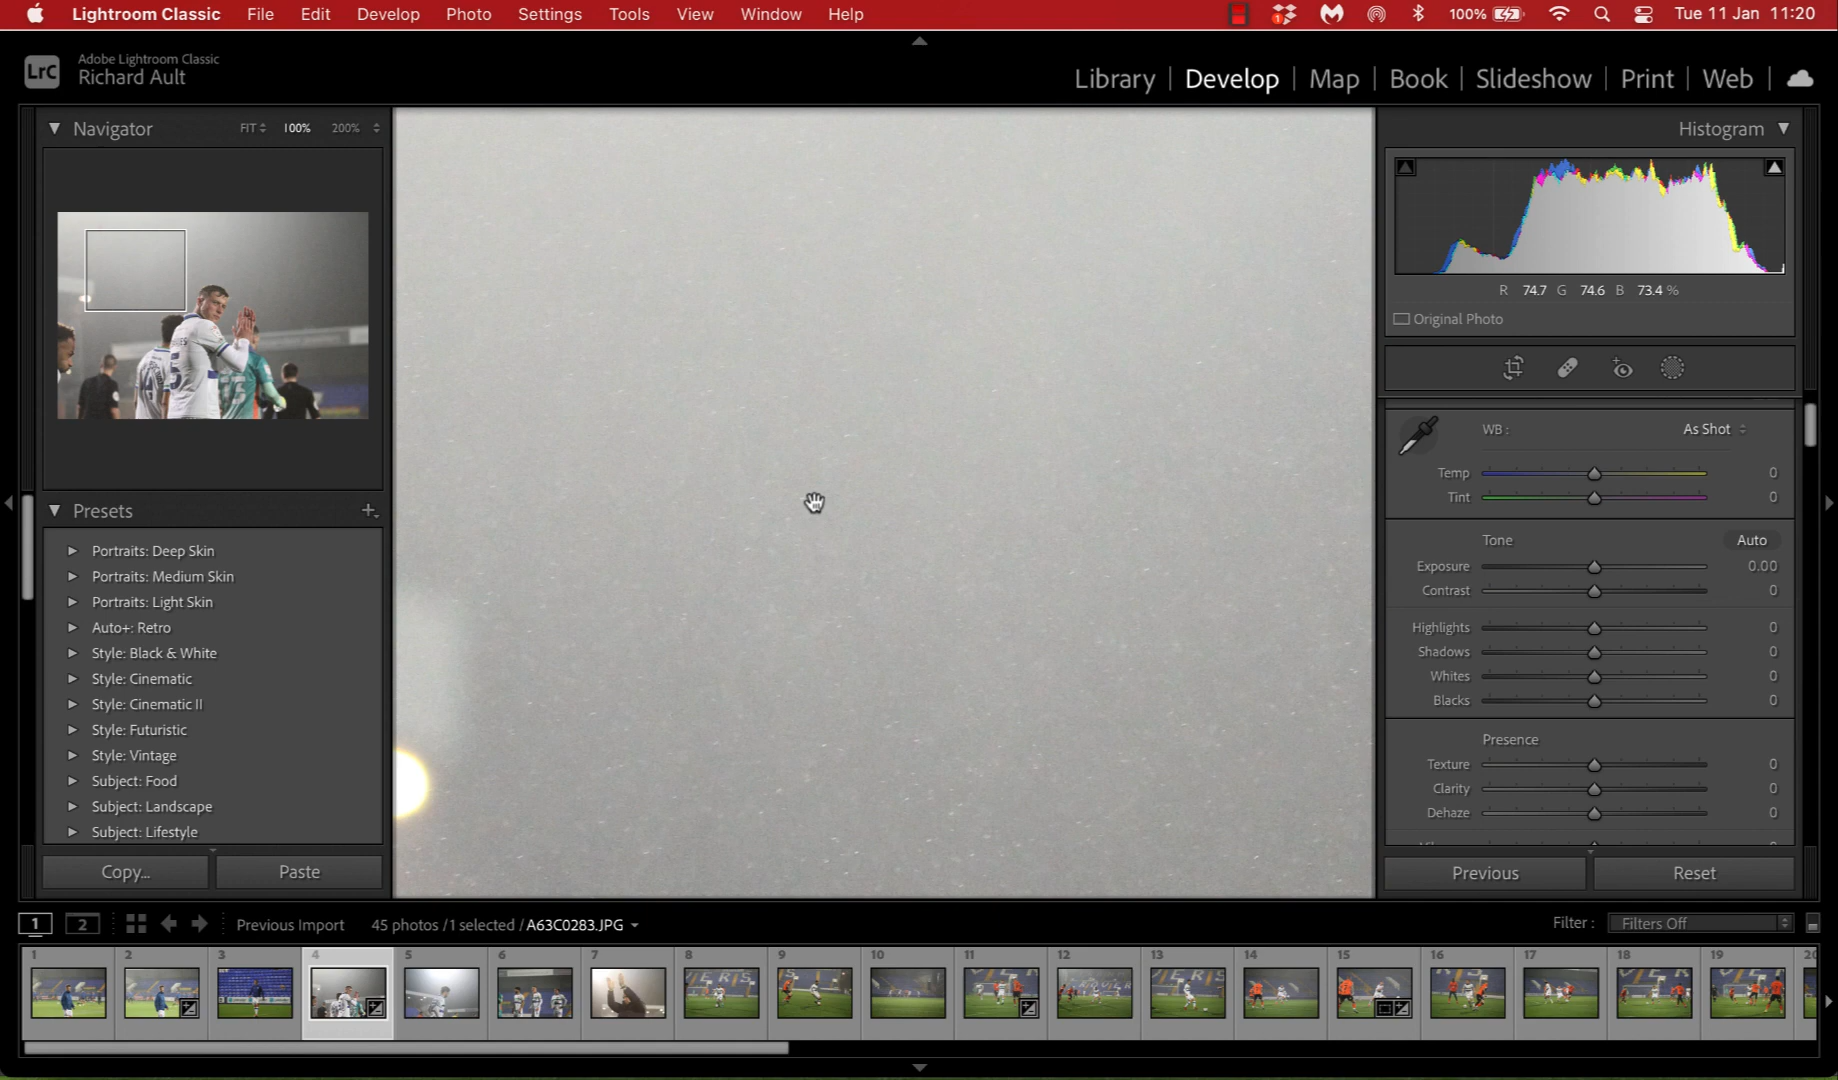 Lightroom Classic File Edit Develop Photo Settings Tools View Window Help 1 100% Tue 11 Jan 11:20
LrC
Adobe Lightroom Classic
Richard Ault
Library | Develop | Map | Book | Slideshow | Print | Web |
Navigator FIT 100% 200%
Histogram
R 74.7 G 74.6 B 73.4 %
Original Photo
WB : As Shot
Temp 0
Tint 0
Tone Auto
Exposure 0.00
Contrast 0
Highlights 0
Shadows 0
Whites 0
Blacks 0
Presence
Texture 0
Clarity 0
Dehaze 0
Previous Reset
Presets +
Portraits: Deep Skin
Portraits: Medium Skin
Portraits: Light Skin
Auto+: Retro
Style: Black & White
Style: Cinematic
Style: Cinematic II
Style: Futuristic
Style: Vintage
Subject: Food
Subject: Landscape
Subject: Lifestyle
Copy... Paste
1 2 Previous Import 45 photos /1 selected /A63C0283.JPG Filter : Filters Off
1 2 3 4 5 6 7 8 9 10 11 12 13 14 15 16 17 18 19